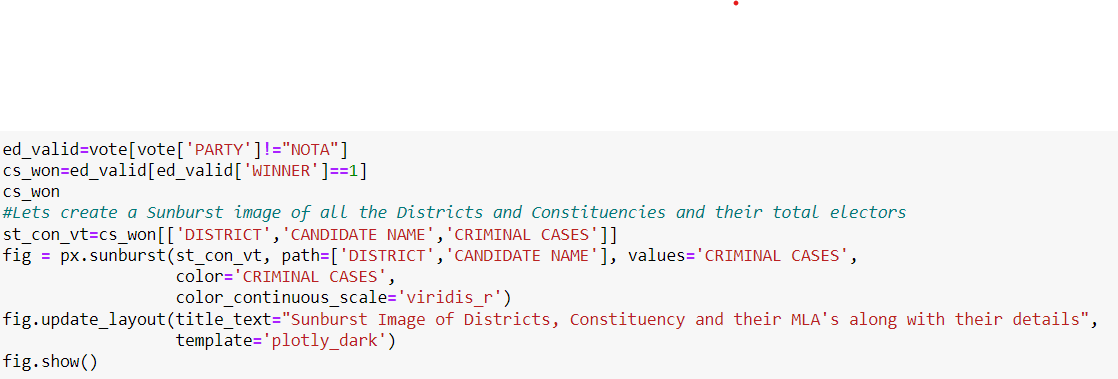 ed_valid=vote[vote['PARTY']!="NOTA"]
cs_won=ed_valid[ed_valid['WINNER']==1]
cs_won
#Lets create a Sunburst image of all the Districts and Constituencies and their total electors
st_con_vt=cs_won[['DISTRICT','CANDIDATE NAME','CRIMINAL CASES']]
fig = px.sunburst(st_con_vt, path=['DISTRICT','CANDIDATE NAME'], values='CRIMINAL CASES',
                  color='CRIMINAL CASES',
                  color_continuous_scale='viridis_r')
fig.update_layout(title_text="Sunburst Image of Districts, Constituency and their MLA's along with their details",
                  template='plotly_dark')
fig.show()